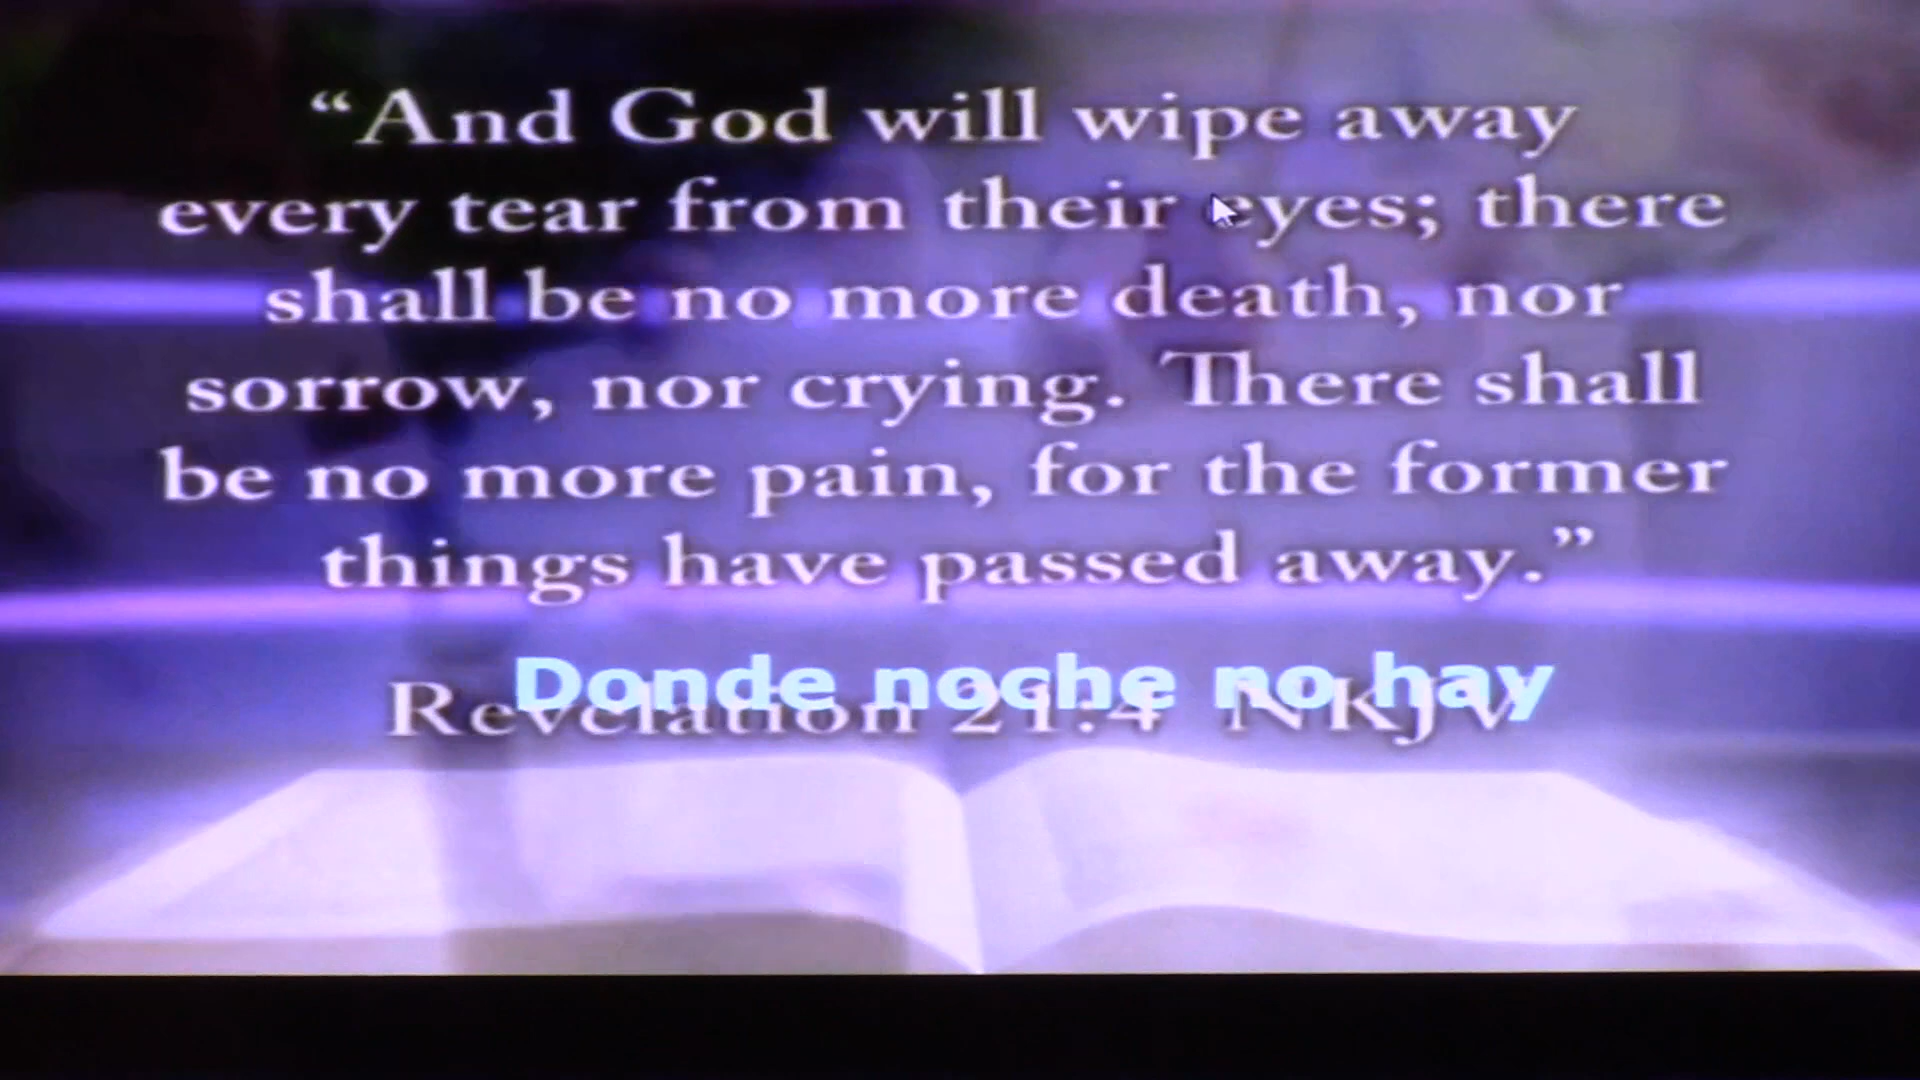 “And God will wipe away
every tear from their eyes; there
shall be no more death, nor
sorrow, nor crying. There shall
be no more pain, for the former
things have passed away.”
Donde noche no hay
Revelation 21:4 NKJV